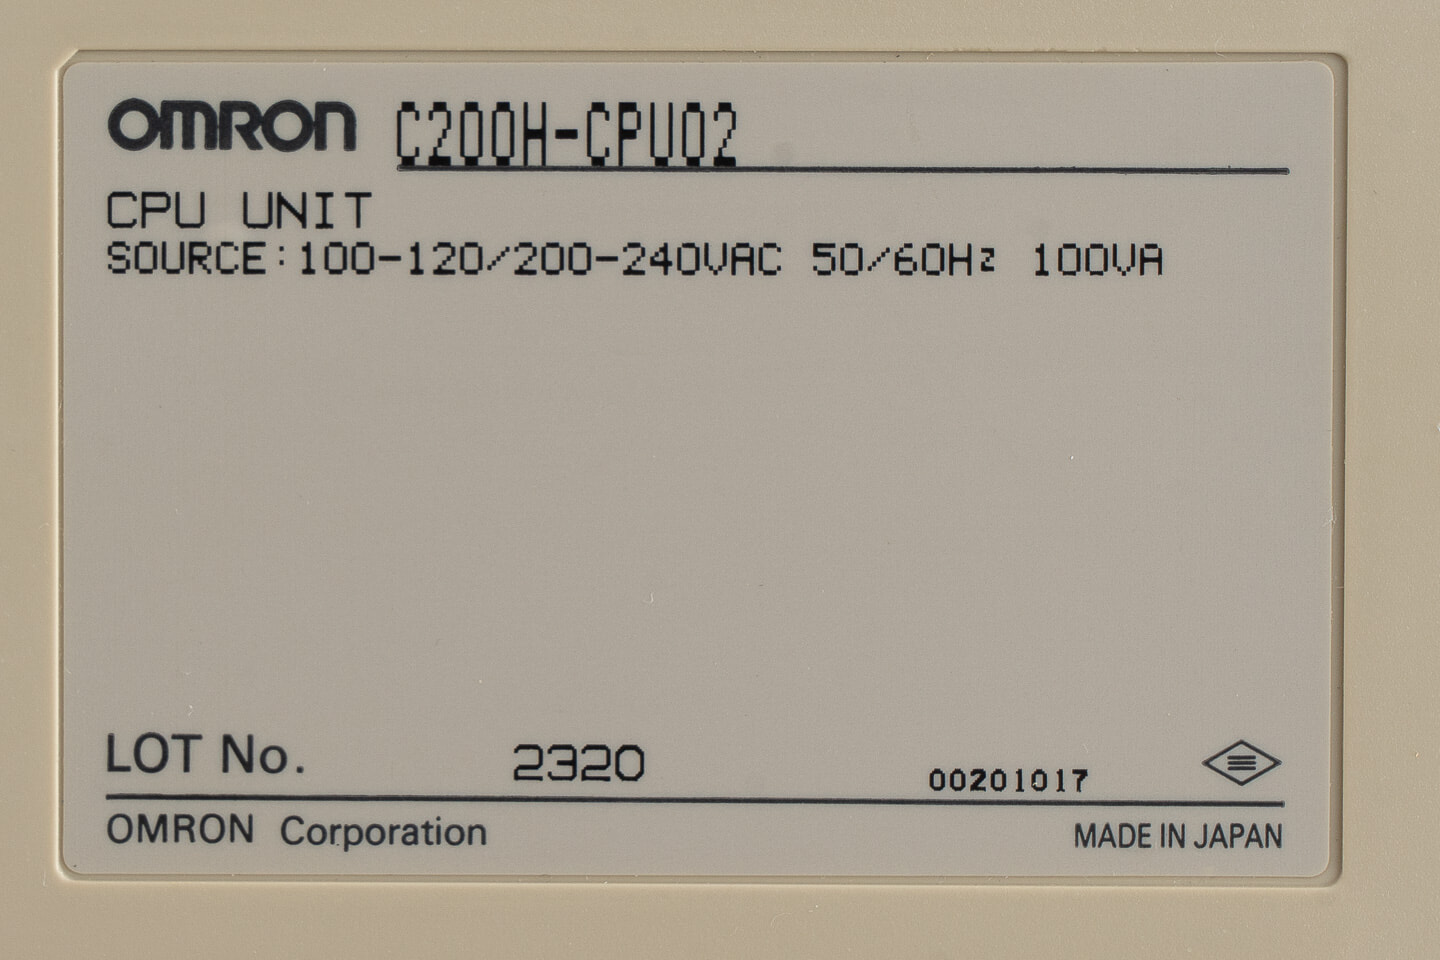 OMRON C200H-CPU02
CPU UNIT
SOURCE:100-120/200-240VAC 50/60Hz 100VA
LOT No. 2320 00201017
OMRON Corporation MADE IN JAPAN